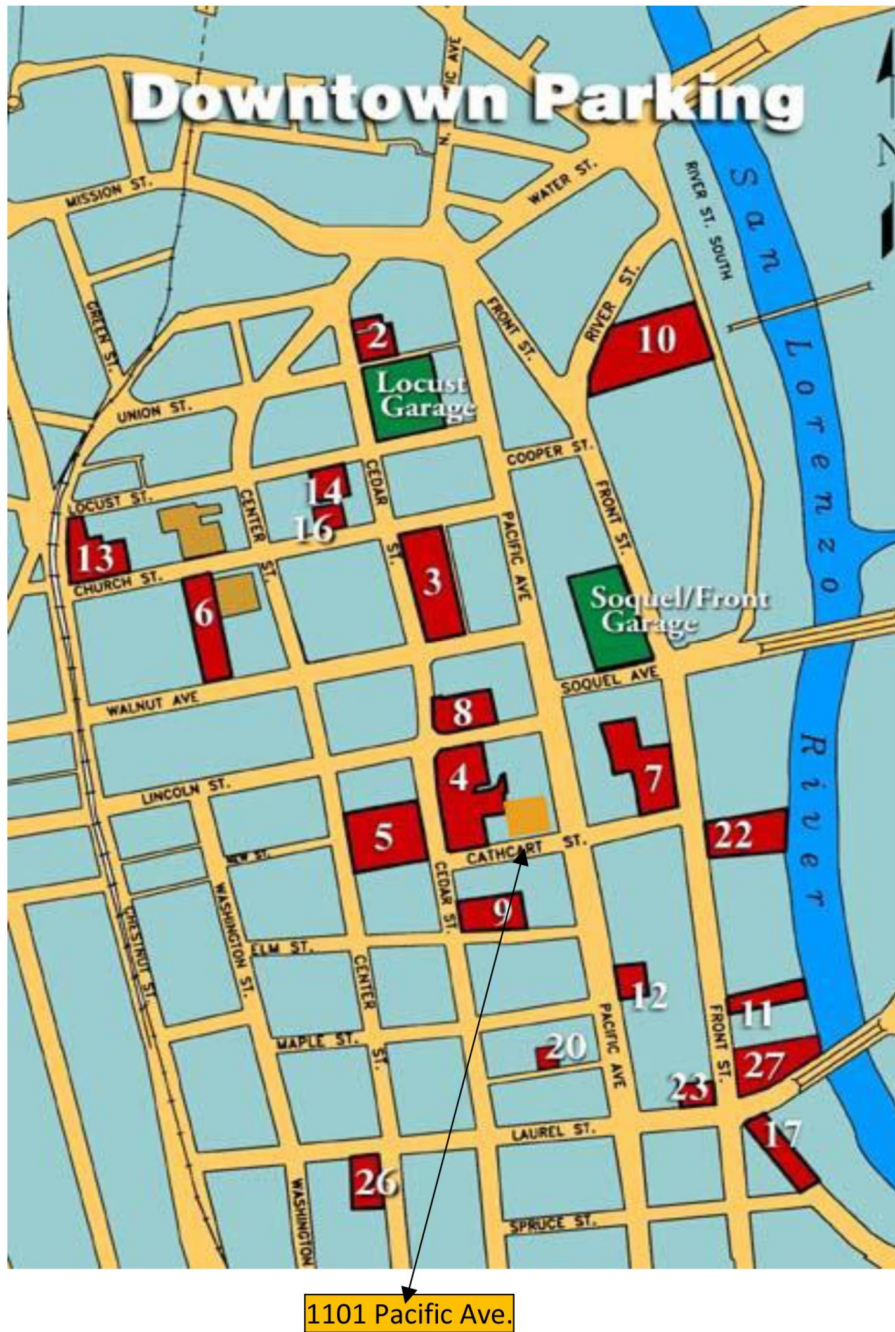 Downtown Parking
N. PACIFIC AVE
N
MISSION ST.
WATER ST.
RIVER ST. SOUTH
San Lorenzo River
GREEN ST.
FRONT ST.
RIVER ST.
10
2
Locust
Garage
UNION ST.
COOPER ST.
CEDAR ST.
14
LOCUST ST.
CENTER ST.
16
PACIFIC AVE
FRONT ST.
13
CHURCH ST.
3
6
Soquel/Front
Garage
SOQUEL AVE
WALNUT AVE
8
4
7
LINCOLN ST.
5
22
NEW ST.
CATHCART ST.
CEDAR ST.
WASHINGTON ST.
9
CHESTNUT ST.
ELM ST.
CENTER ST.
12
PACIFIC AVE
FRONT ST.
11
MAPLE ST.
20
27
23
LAUREL ST.
17
26
WASHINGTON
SPRUCE ST.
1101 Pacific Ave.